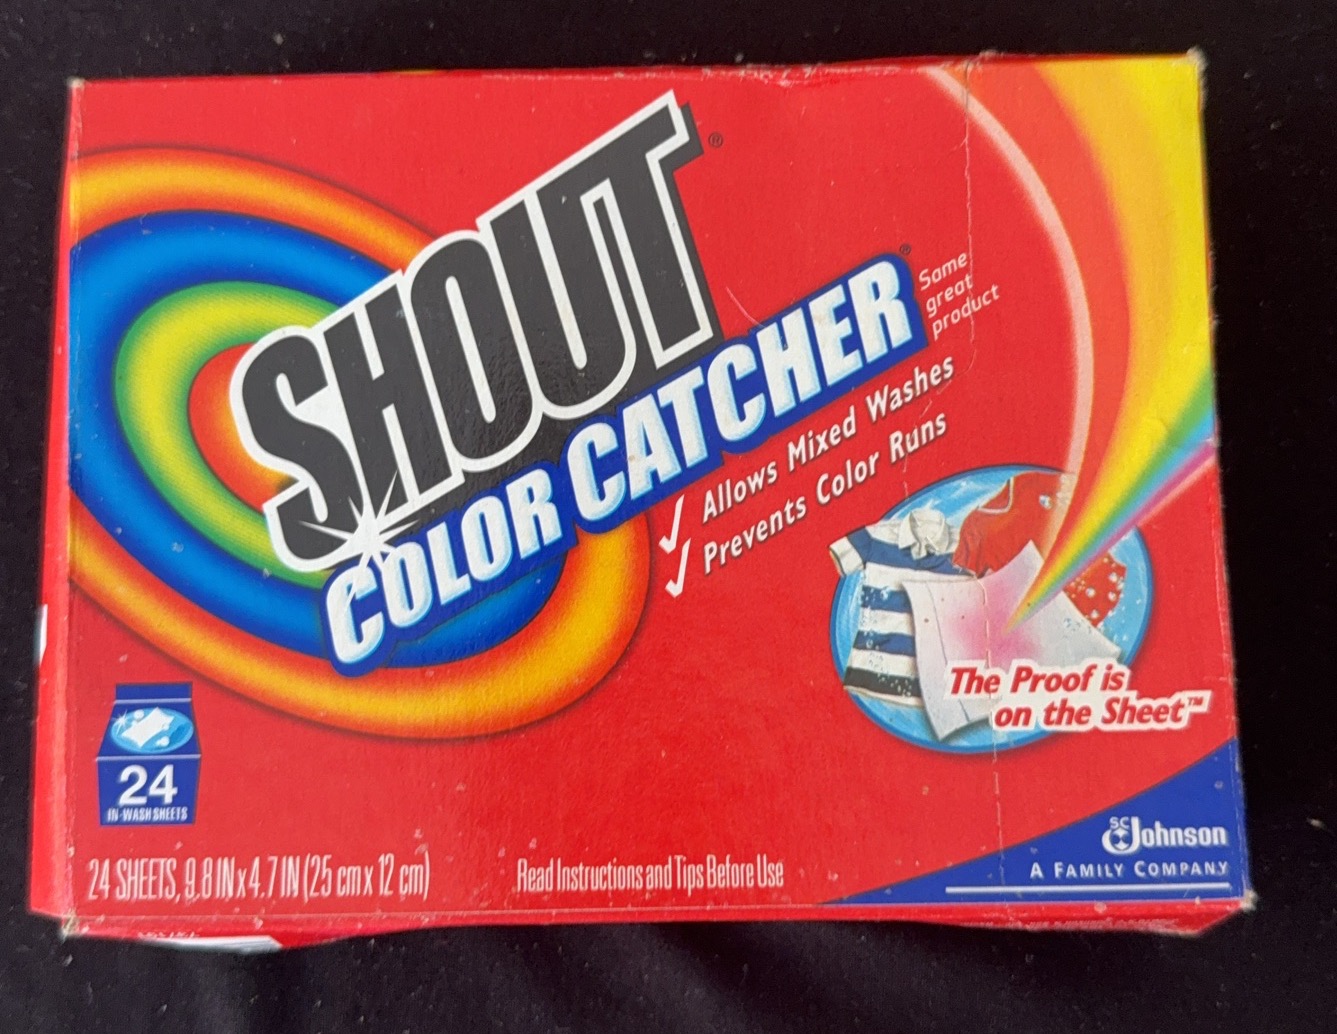 SHOUT®
COLOR CATCHER®
Same
great
product
Allows Mixed Washes
Prevents Color Runs
The Proof is
on the Sheet™
24
IN-WASH SHEETS
24 SHEETS, 9.8 IN x 4.7 IN (25 cm x 12 cm)
Read Instructions and Tips Before Use
SC Johnson
A FAMILY COMPANY